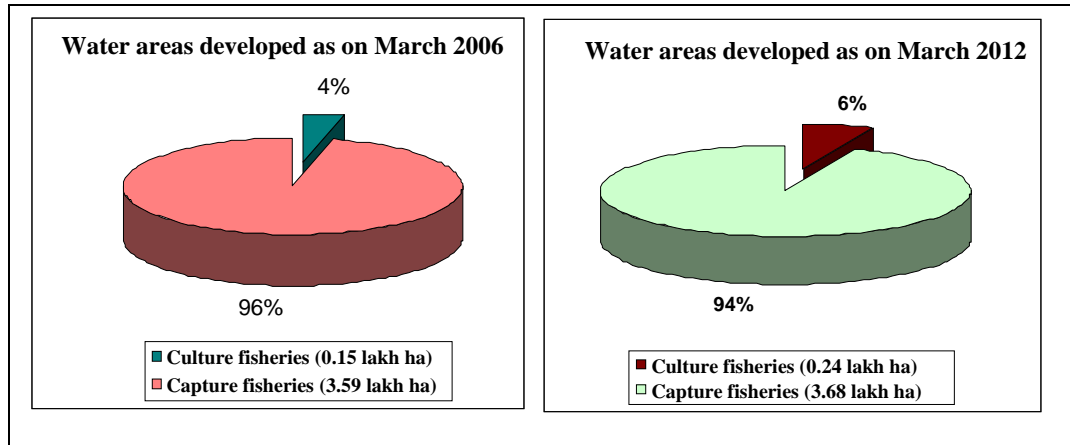 Water areas developed as on March 2006
4%
96%
Culture fisheries (0.15 lakh ha)
Capture fisheries (3.59 lakh ha)
Water areas developed as on March 2012
6%
94%
Culture fisheries (0.24 lakh ha)
Capture fisheries (3.68 lakh ha)